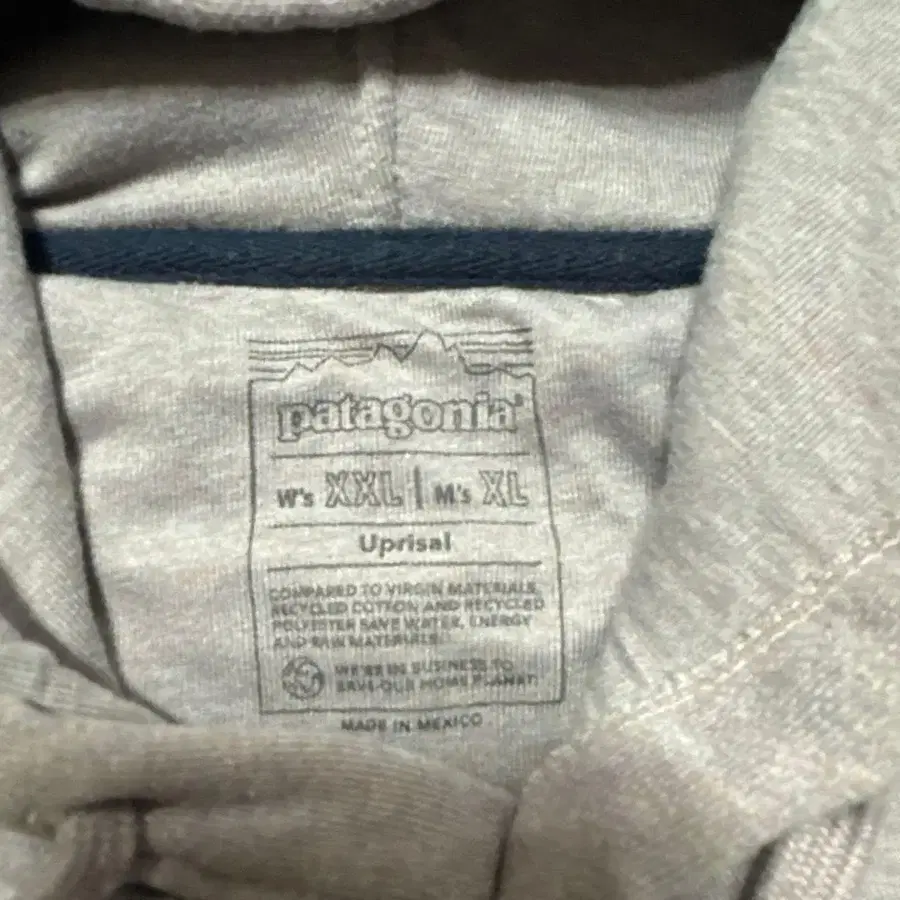 patagonia®
W's XXL | M's XL
Uprisal
COMPARED TO VIRGIN MATERIALS,
RECYCLED COTTON AND RECYCLED
POLYESTER SAVE WATER, ENERGY
AND RAW MATERIALS.
WE'RE IN BUSINESS TO
SAVE OUR HOME PLANET.
MADE IN MEXICO